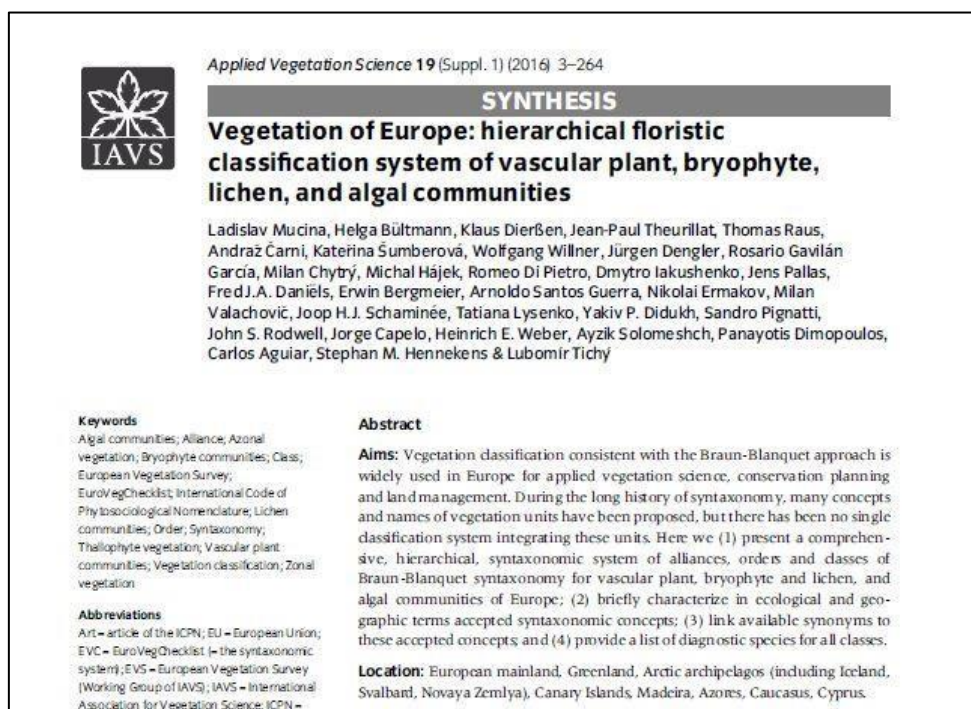 Applied Vegetation Science 19 (Suppl. 1) (2016) 3–264
IAVS
SYNTHESIS
Vegetation of Europe: hierarchical floristic
classification system of vascular plant, bryophyte,
lichen, and algal communities
Ladislav Mucina, Helga Bültmann, Klaus Dierßen, Jean-Paul Theurillat, Thomas Raus,
Andraž Čarni, Kateřina Šumberová, Wolfgang Willner, Jürgen Dengler, Rosario Gavilán
García, Milan Chytrý, Michal Hájek, Romeo Di Pietro, Dmytro Iakushenko, Jens Pallas,
Fred J.A. Daniëls, Erwin Bergmeier, Arnoldo Santos Guerra, Nikolai Ermakov, Milan
Valachovič, Joop H.J. Schaminée, Tatiana Lysenko, Yakiv P. Didukh, Sandro Pignatti,
John S. Rodwell, Jorge Capelo, Heinrich E. Weber, Ayzik Solomeshch, Panayotis Dimopoulos,
Carlos Aguiar, Stephan M. Hennekens & Lubomír Tichý
Keywords
Algal communities; Alliance; Azonal
vegetation; Bryophyte communities; Class;
European Vegetation Survey;
EuroVegChecklist; International Code of
Phytosociological Nomenclature; Lichen
communities; Order; Syntaxonomy;
Thallophyte vegetation; Vascular plant
communities; Vegetation classification; Zonal
vegetation
Abbreviations
Art = article of the ICPN; EU = European Union;
EVC = EuroVegChecklist (= the syntaxonomic
system); EVS = European Vegetation Survey
(Working Group of IAVS); IAVS = International
Association for Vegetation Science; ICPN =
Abstract
Aims: Vegetation classification consistent with the Braun-Blanquet approach is
widely used in Europe for applied vegetation science, conservation planning
and land management. During the long history of syntaxonomy, many concepts
and names of vegetation units have been proposed, but there has been no single
classification system integrating these units. Here we (1) present a comprehen-
sive, hierarchical, syntaxonomic system of alliances, orders and classes of
Braun-Blanquet syntaxonomy for vascular plant, bryophyte and lichen, and
algal communities of Europe; (2) briefly characterize in ecological and geo-
graphic terms accepted syntaxonomic concepts; (3) link available synonyms to
these accepted concepts; and (4) provide a list of diagnostic species for all classes.
Location: European mainland, Greenland, Arctic archipelagos (including Iceland,
Svalbard, Novaya Zemlya), Canary Islands, Madeira, Azores, Caucasus, Cyprus.